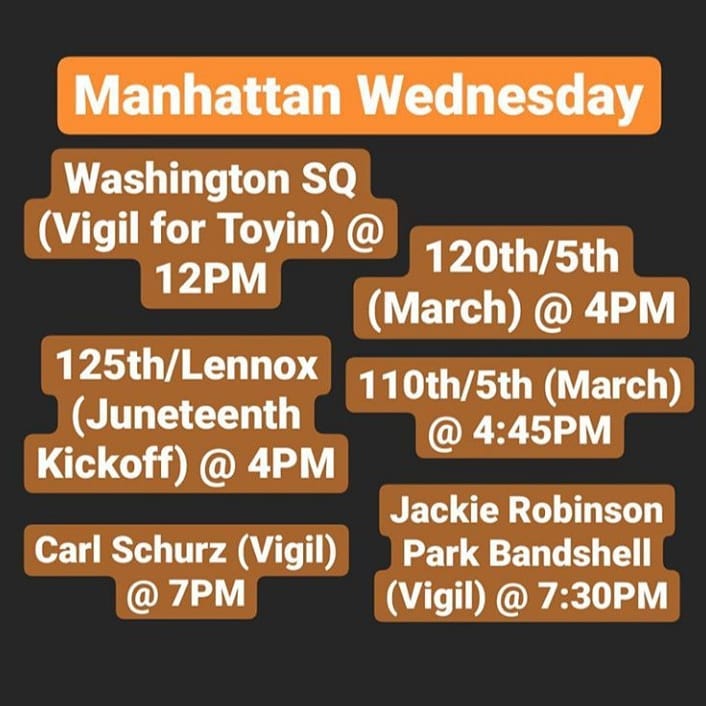 Manhattan Wednesday
Washington SQ
(Vigil for Toyin) @
12PM
120th/5th
(March) @ 4PM
125th/Lennox
(Juneteenth
Kickoff) @ 4PM
110th/5th (March)
@ 4:45PM
Carl Schurz (Vigil)
@ 7PM
Jackie Robinson
Park Bandshell
(Vigil) @ 7:30PM